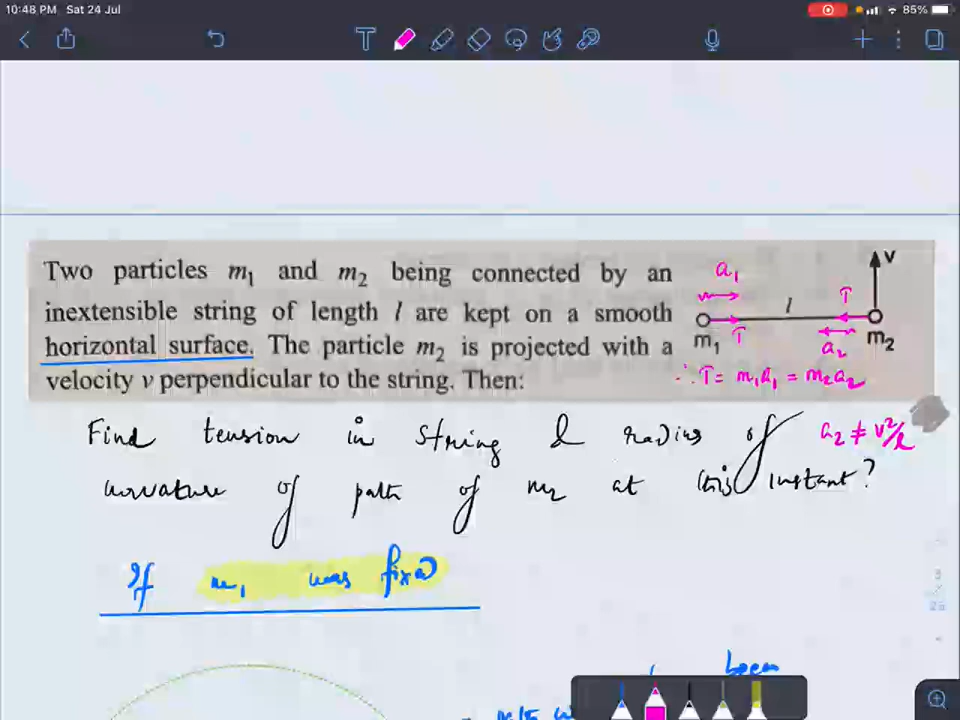 10:48 PM Sat 24 Jul
85%
Two particles m₁ and m₂ being connected by an
inextensible string of length l are kept on a smooth
horizontal surface. The particle m₂ is projected with a
velocity v perpendicular to the string. Then:
a₁
v
T
l
m₁
T
a₂
m₂
∴ T = m₁a₁ = m₂a₂
Find tension in string & radius of
a₂ ≠ v²/l
curvature of path of m₂ at this instant?
If m₁ was fixed
been